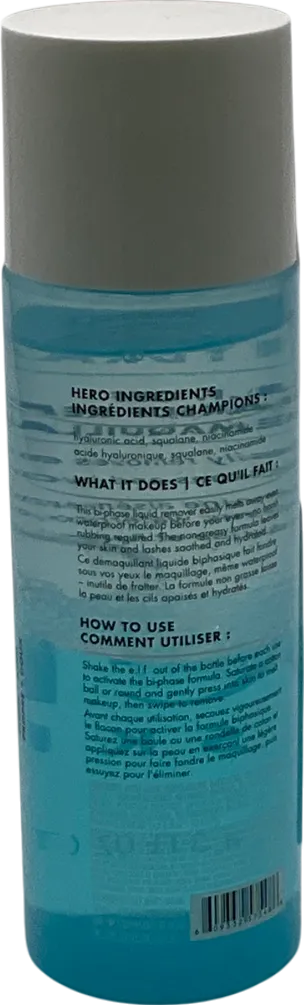 HERO INGREDIENTS
INGRÉDIENTS CHAMPIONS :
hyaluronic acid, squalane, niacinamide
acide hyaluronique, squalane, niacinamide
WHAT IT DOES | CE QU'IL FAIT :
This bi-phase liquid remover easily melts away even
waterproof makeup before your eyes—no harsh
rubbing required. The nongreasy formula leaves
your skin and lashes soothed and hydrated.
Ce démaquillant liquide biphasique fait fondre
sous vos yeux le maquillage, même waterproof
– inutile de frotter. La formule non grasse laisse
la peau et les cils apaisés et hydratés.
HOW TO USE
COMMENT UTILISER :
Shake the e.l.f. out of the bottle before each use
to activate the bi-phase formula. Saturate a cotton
ball or round and gently press into skin to melt
makeup, then swipe to remove.
Avant chaque utilisation, secouez vigoureusement
le flacon pour activer la formule biphasique.
Saturez une boule ou une rondelle de coton et
appliquez sur la peau en exerçant une légère
pression pour faire fondre le maquillage, puis
essuyez pour l'éliminer.